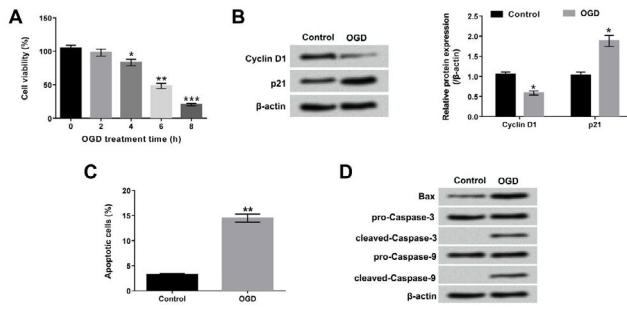 A
Cell viability (%)
150
100
50
0
*
**
***
0 2 4 6 8
OGD treatment time (h)
B
Control OGD
Cyclin D1
p21
β-actin
Relative protein expression
(/β-actin)
Control OGD
2.5
2.0
1.5
1.0
0.5
0.0
*
*
Cyclin D1 p21
C
Apoptotic cells (%)
20
15
10
5
0
**
Control OGD
D
Control OGD
Bax
pro-Caspase-3
cleaved-Caspase-3
pro-Caspase-9
cleaved-Caspase-9
β-actin